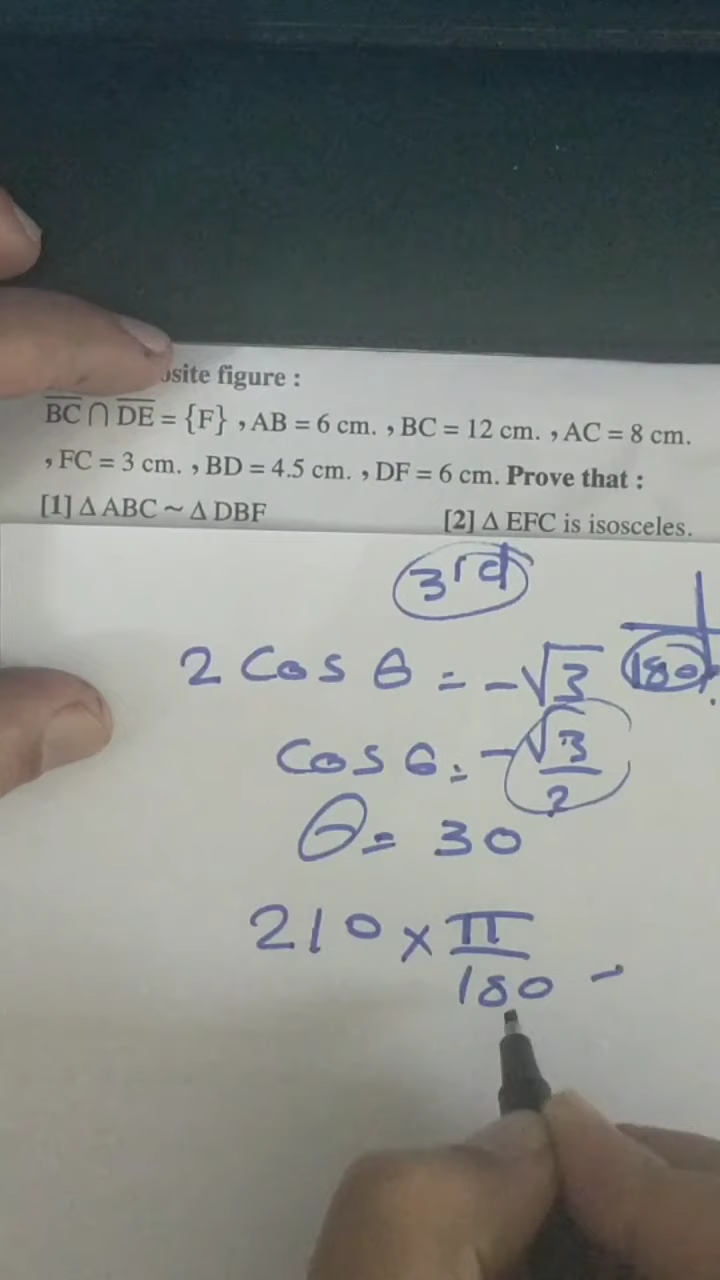 osite figure :
BC ∩ DE = {F} , AB = 6 cm. , BC = 12 cm. , AC = 8 cm.
, FC = 3 cm. , BD = 4.5 cm. , DF = 6 cm. Prove that :
[1] Δ ABC ~ Δ DBF [2] Δ EFC is isosceles.
3rd
2 Cos θ = -√3
180
Cos θ = -√3/2
θ = 30
210 × π/180